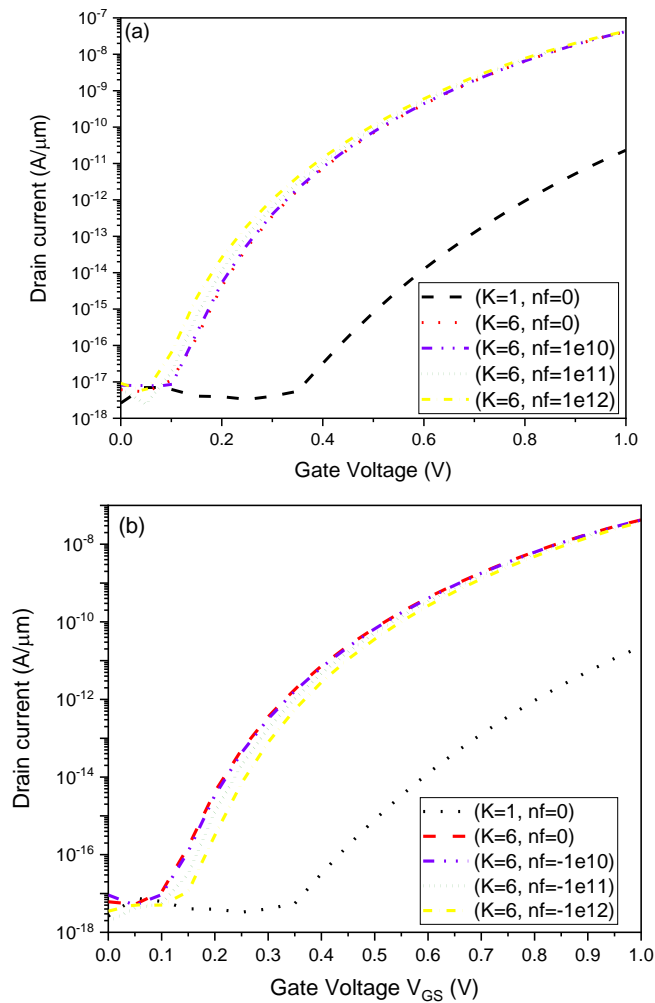 (a)
10⁻⁷
10⁻⁸
10⁻⁹
10⁻¹⁰
10⁻¹¹
10⁻¹²
10⁻¹³
10⁻¹⁴
10⁻¹⁵
10⁻¹⁶
10⁻¹⁷
10⁻¹⁸
Drain current (A/μm)
(K=1, nf=0)
(K=6, nf=0)
(K=6, nf=1e10)
(K=6, nf=1e11)
(K=6, nf=1e12)
0.0 0.2 0.4 0.6 0.8 1.0
Gate Voltage (V)
(b)
10⁻⁸
10⁻¹⁰
10⁻¹²
10⁻¹⁴
10⁻¹⁶
10⁻¹⁸
Drain current (A/μm)
(K=1, nf=0)
(K=6, nf=0)
(K=6, nf=-1e10)
(K=6, nf=-1e11)
(K=6, nf=-1e12)
0.0 0.1 0.2 0.3 0.4 0.5 0.6 0.7 0.8 0.9 1.0
Gate Voltage V_GS (V)